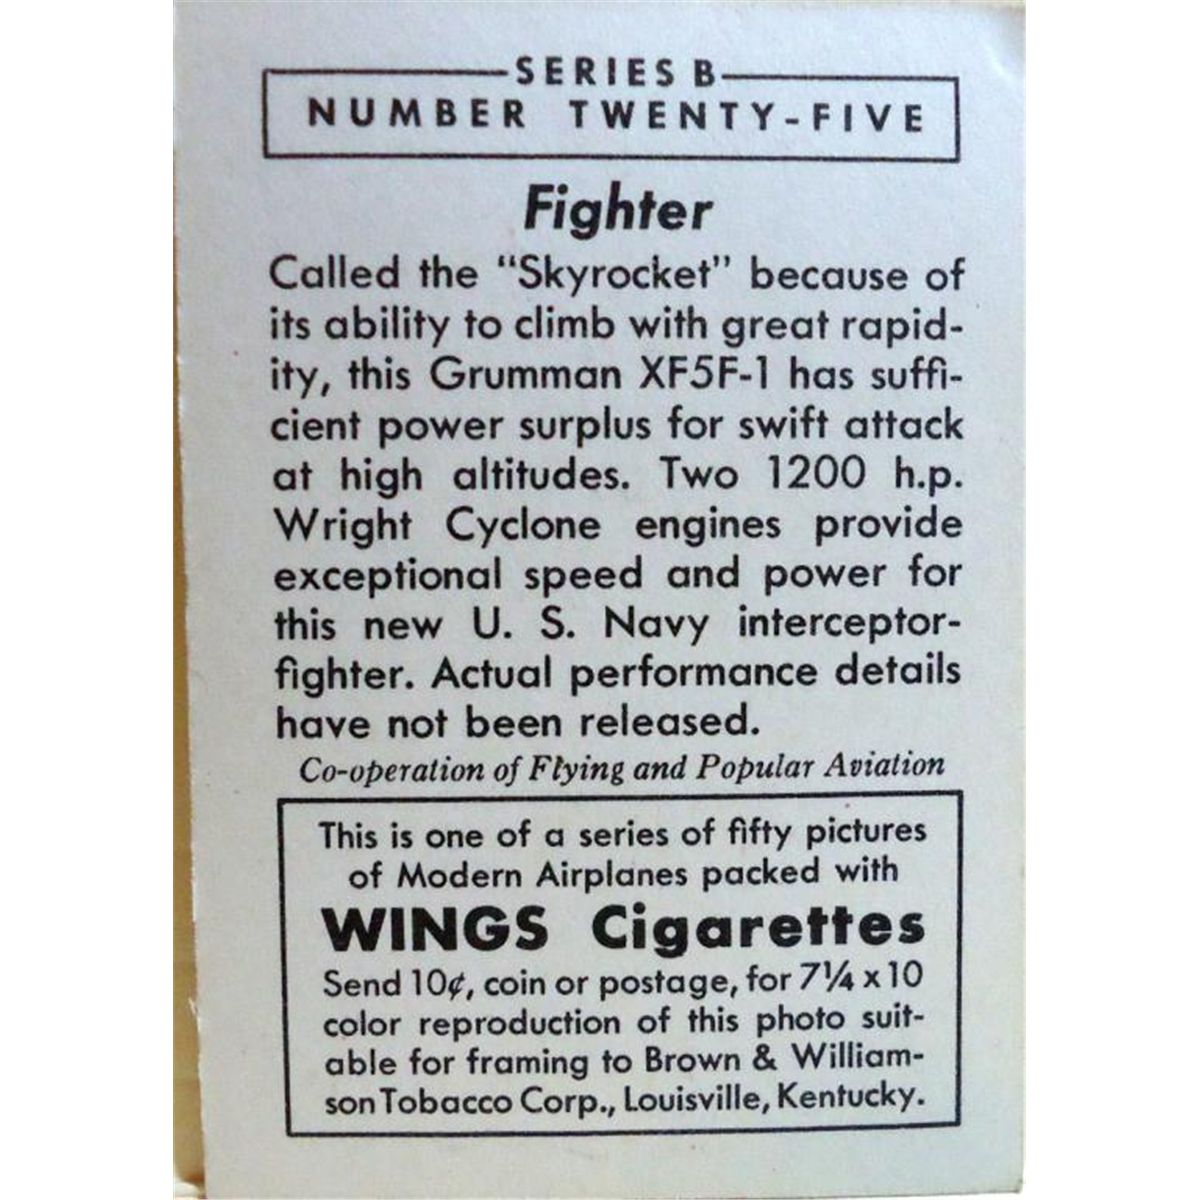 SERIES B
NUMBER TWENTY-FIVE
Fighter
Called the “Skyrocket” because of
its ability to climb with great rapid-
ity, this Grumman XF5F-1 has suffi-
cient power surplus for swift attack
at high altitudes. Two 1200 h.p.
Wright Cyclone engines provide
exceptional speed and power for
this new U. S. Navy interceptor-
fighter. Actual performance details
have not been released.
Co-operation of Flying and Popular Aviation
This is one of a series of fifty pictures
of Modern Airplanes packed with
WINGS Cigarettes
Send 10¢, coin or postage, for 7¼ x 10
color reproduction of this photo suit-
able for framing to Brown & William-
son Tobacco Corp., Louisville, Kentucky.